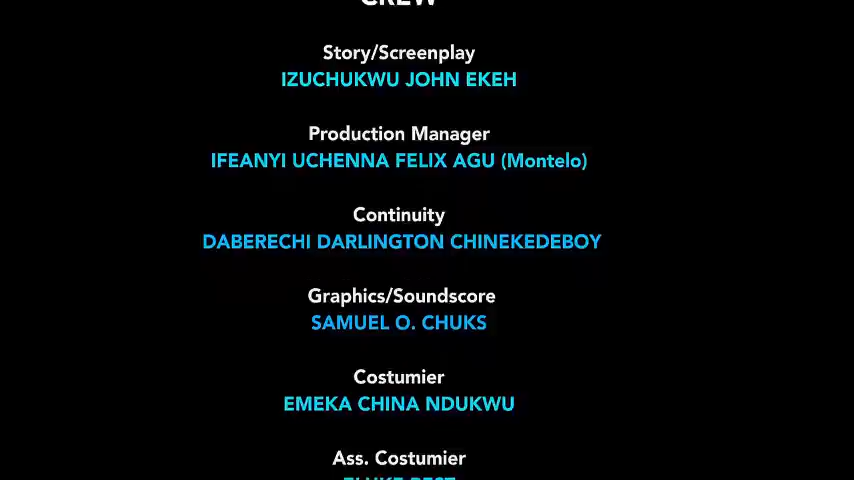 CREW
Story/Screenplay
IZUCHUKWU JOHN EKEH
Production Manager
IFEANYI UCHENNA FELIX AGU (Montelo)
Continuity
DABERECHI DARLINGTON CHINEKEDEBOY
Graphics/Soundscore
SAMUEL O. CHUKS
Costumier
EMEKA CHINA NDUKWU
Ass. Costumier